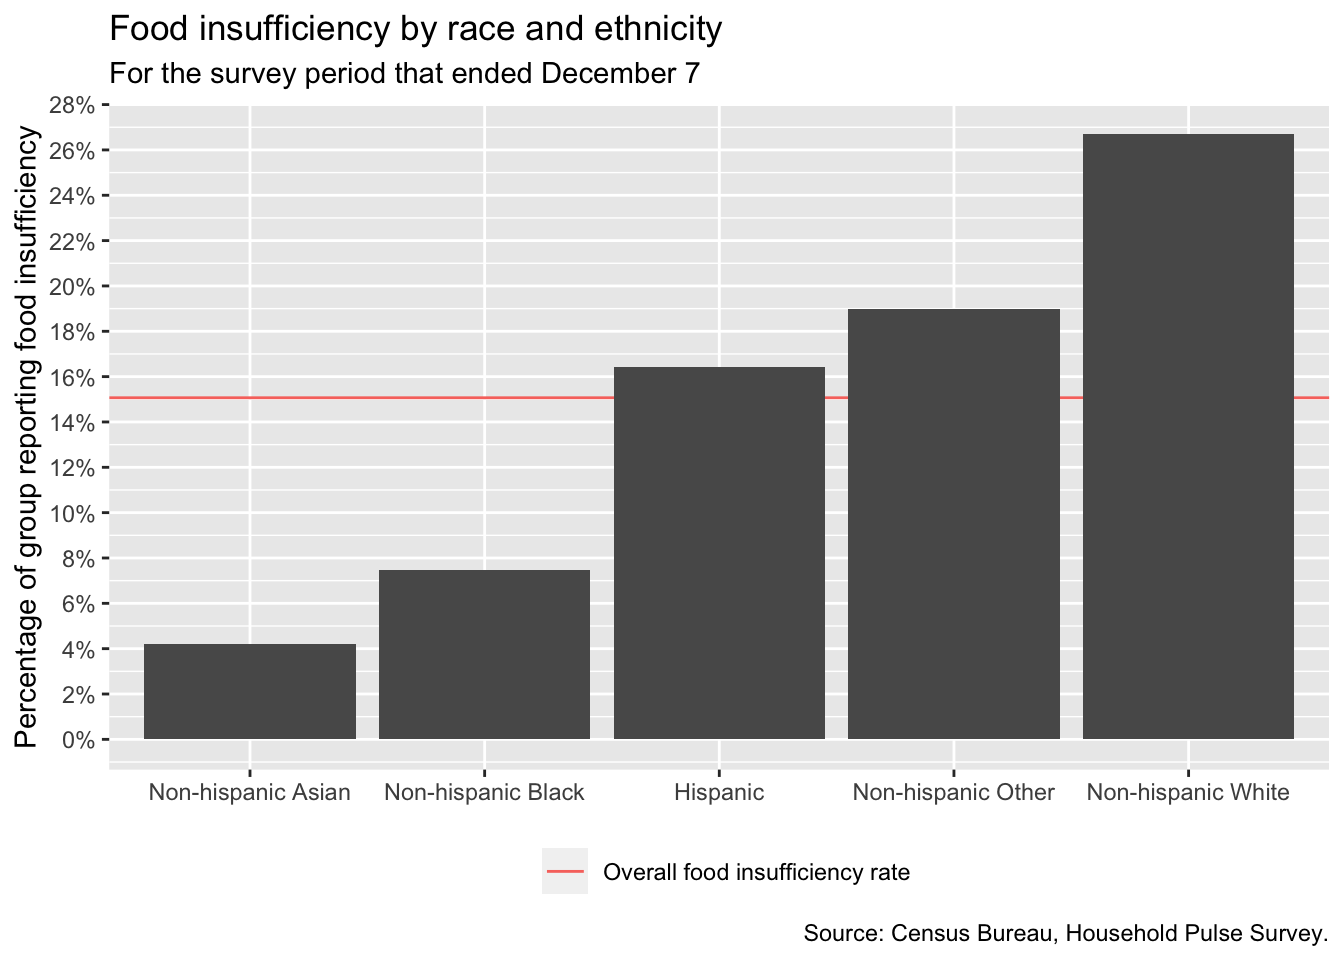 Food insufficiency by race and ethnicity
For the survey period that ended December 7
Percentage of group reporting food insufficiency
28%
26%
24%
22%
20%
18%
16%
14%
12%
10%
8%
6%
4%
2%
0%
Non-hispanic Asian
Non-hispanic Black
Hispanic
Non-hispanic Other
Non-hispanic White
Overall food insufficiency rate
Source: Census Bureau, Household Pulse Survey.